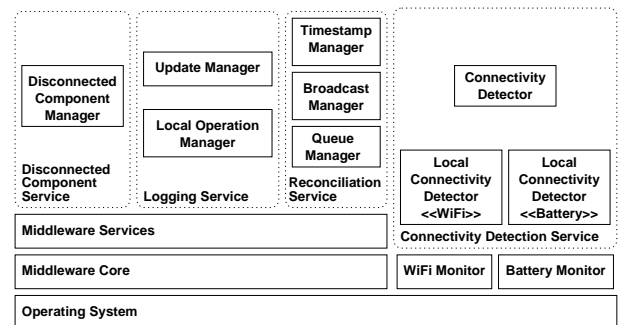 Disconnected
Component
Manager
Disconnected
Component
Service
Update Manager
Local Operation
Manager
Logging Service
Timestamp
Manager
Broadcast
Manager
Queue
Manager
Reconciliation
Service
Connectivity
Detector
Local
Connectivity
Detector
<<WiFi>>
Local
Connectivity
Detector
<<Battery>>
Connectivity Detection Service
Middleware Services
Middleware Core
WiFi Monitor
Battery Monitor
Operating System